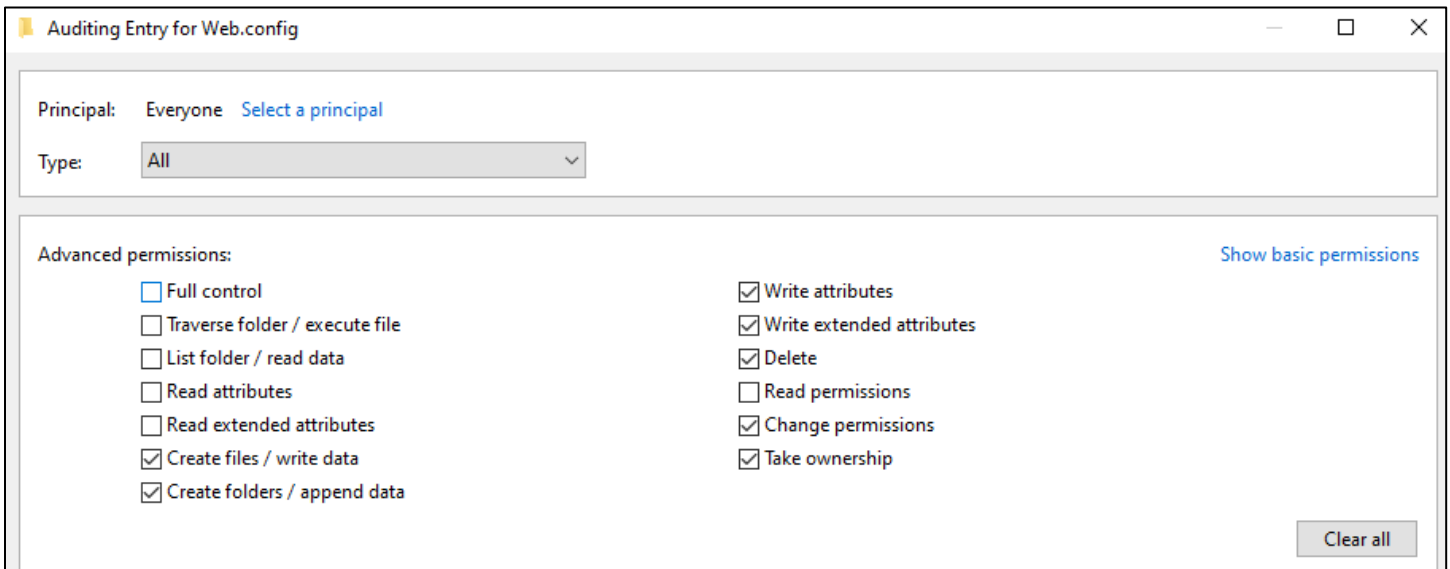 Auditing Entry for Web.config
Principal: Everyone Select a principal
Type: All
Advanced permissions: Show basic permissions
Full control
Traverse folder / execute file
List folder / read data
Read attributes
Read extended attributes
Create files / write data
Create folders / append data
Write attributes
Write extended attributes
Delete
Read permissions
Change permissions
Take ownership
Clear all